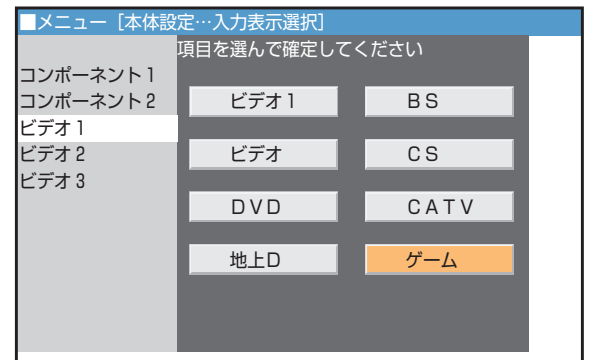 ■メニュー［本体設定…入力表示選択］
項目を選んで確定してください
コンポーネント1
コンポーネント2
ビデオ1
ビデオ2
ビデオ3
ビデオ1
BS
ビデオ
CS
DVD
CATV
地上D
ゲーム